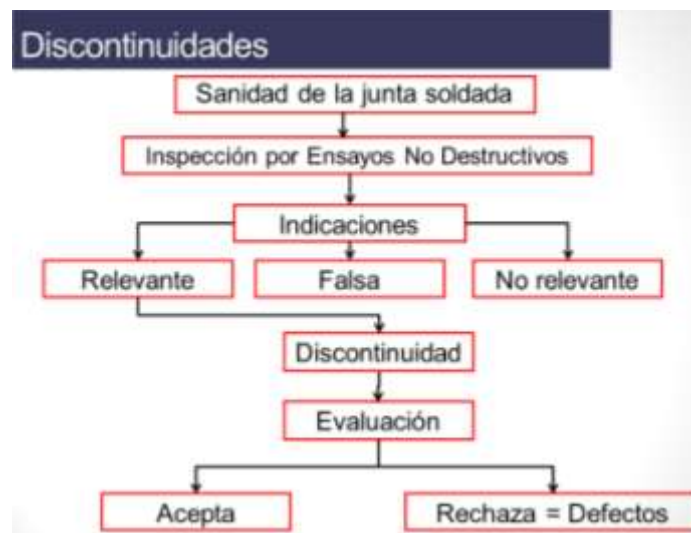 Discontinuidades
Sanidad de la junta soldada
Inspección por Ensayos No Destructivos
Indicaciones
Relevante
Falsa
No relevante
Discontinuidad
Evaluación
Acepta
Rechaza = Defectos